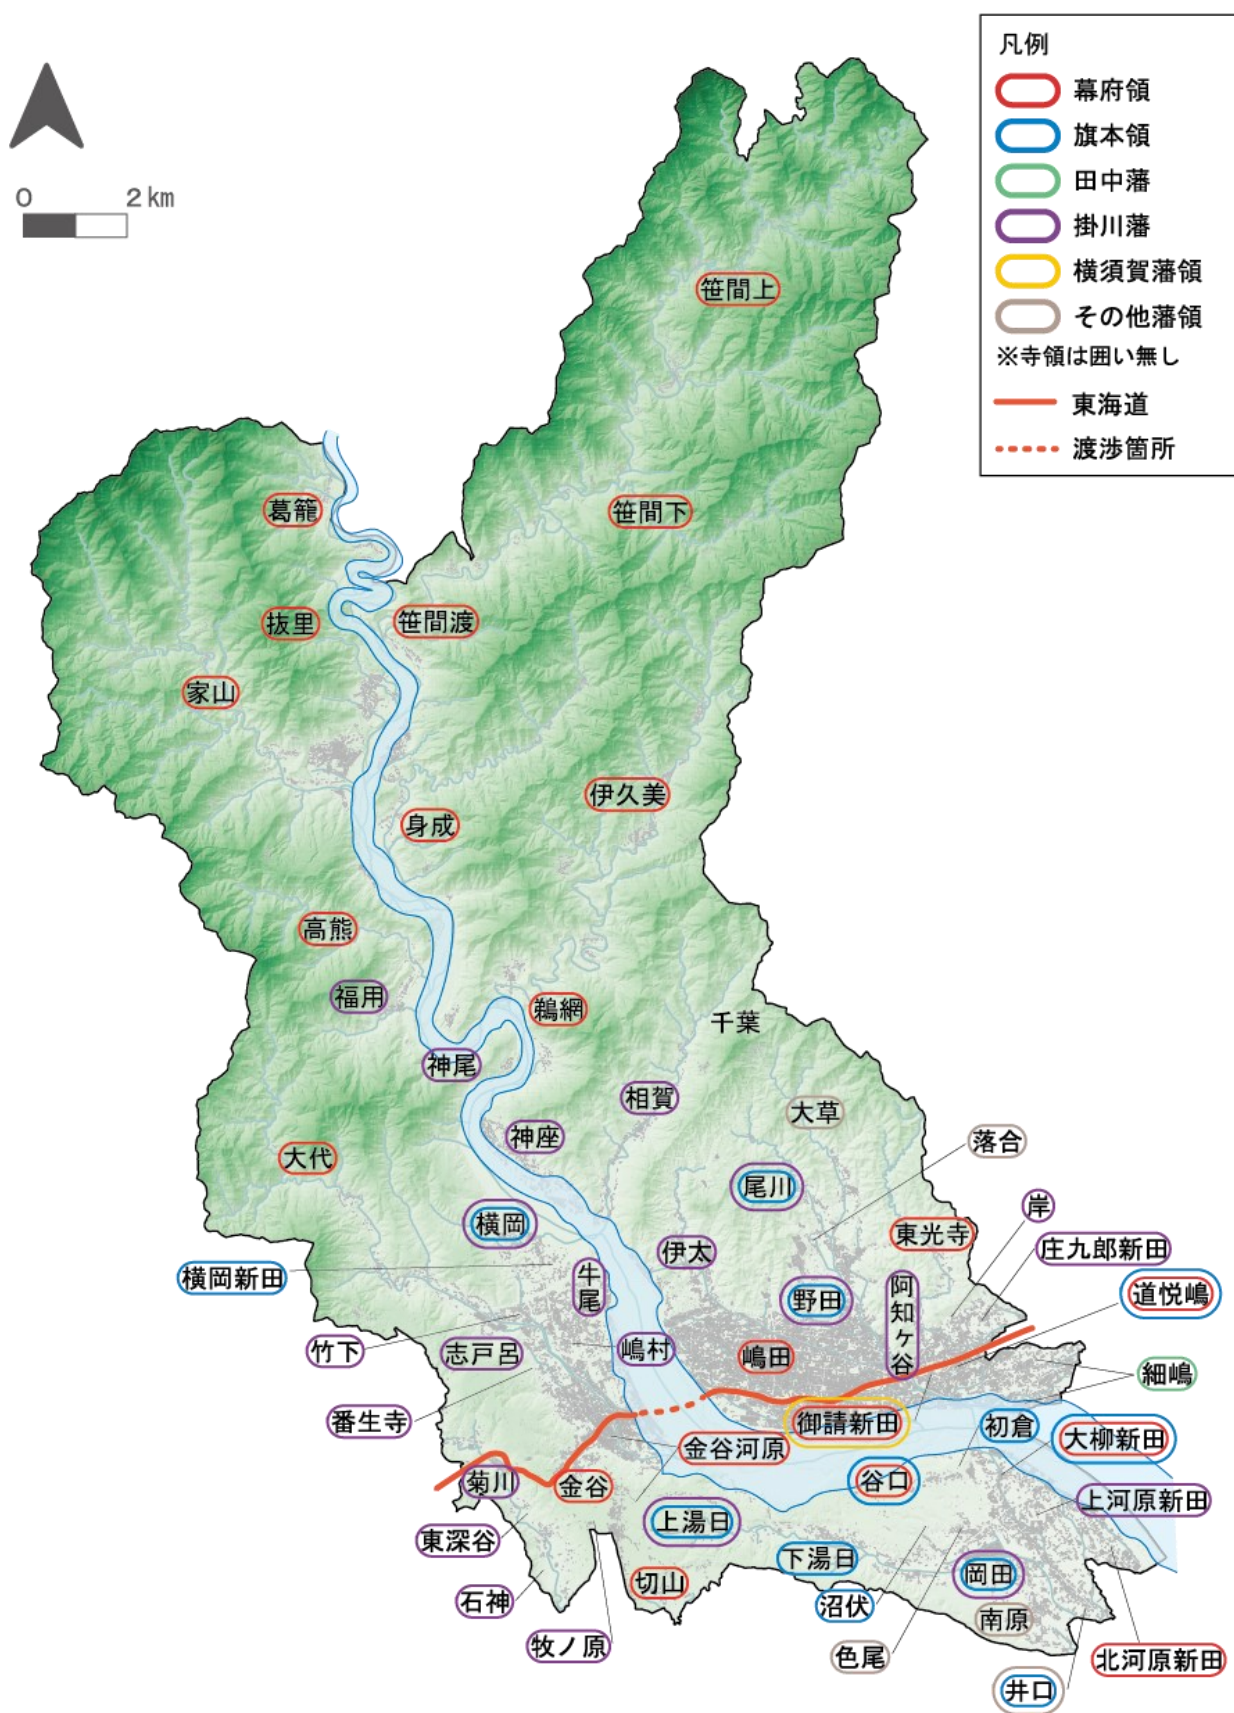 凡例
幕府領
旗本領
田中藩
掛川藩
横須賀藩領
その他藩領
※寺領は囲い無し
東海道
渡渉箇所
0 2km
笹間上
葛籠
笹間下
抜里
笹間渡
家山
伊久美
身成
高熊
福用
鵜網
千葉
神尾
相賀
大草
神座
落合
大代
尾川
岸
横岡
東光寺
庄九郎新田
伊太
横岡新田
牛尾
野田
阿知ヶ谷
道悦嶋
竹下
志戸呂
嶋村
嶋田
細嶋
番生寺
御請新田
初倉
大柳新田
金谷河原
菊川
金谷
谷口
上河原新田
東深谷
上湯日
下湯日
岡田
切山
石神
沼伏
南原
牧ノ原
色尾
北河原新田
井口